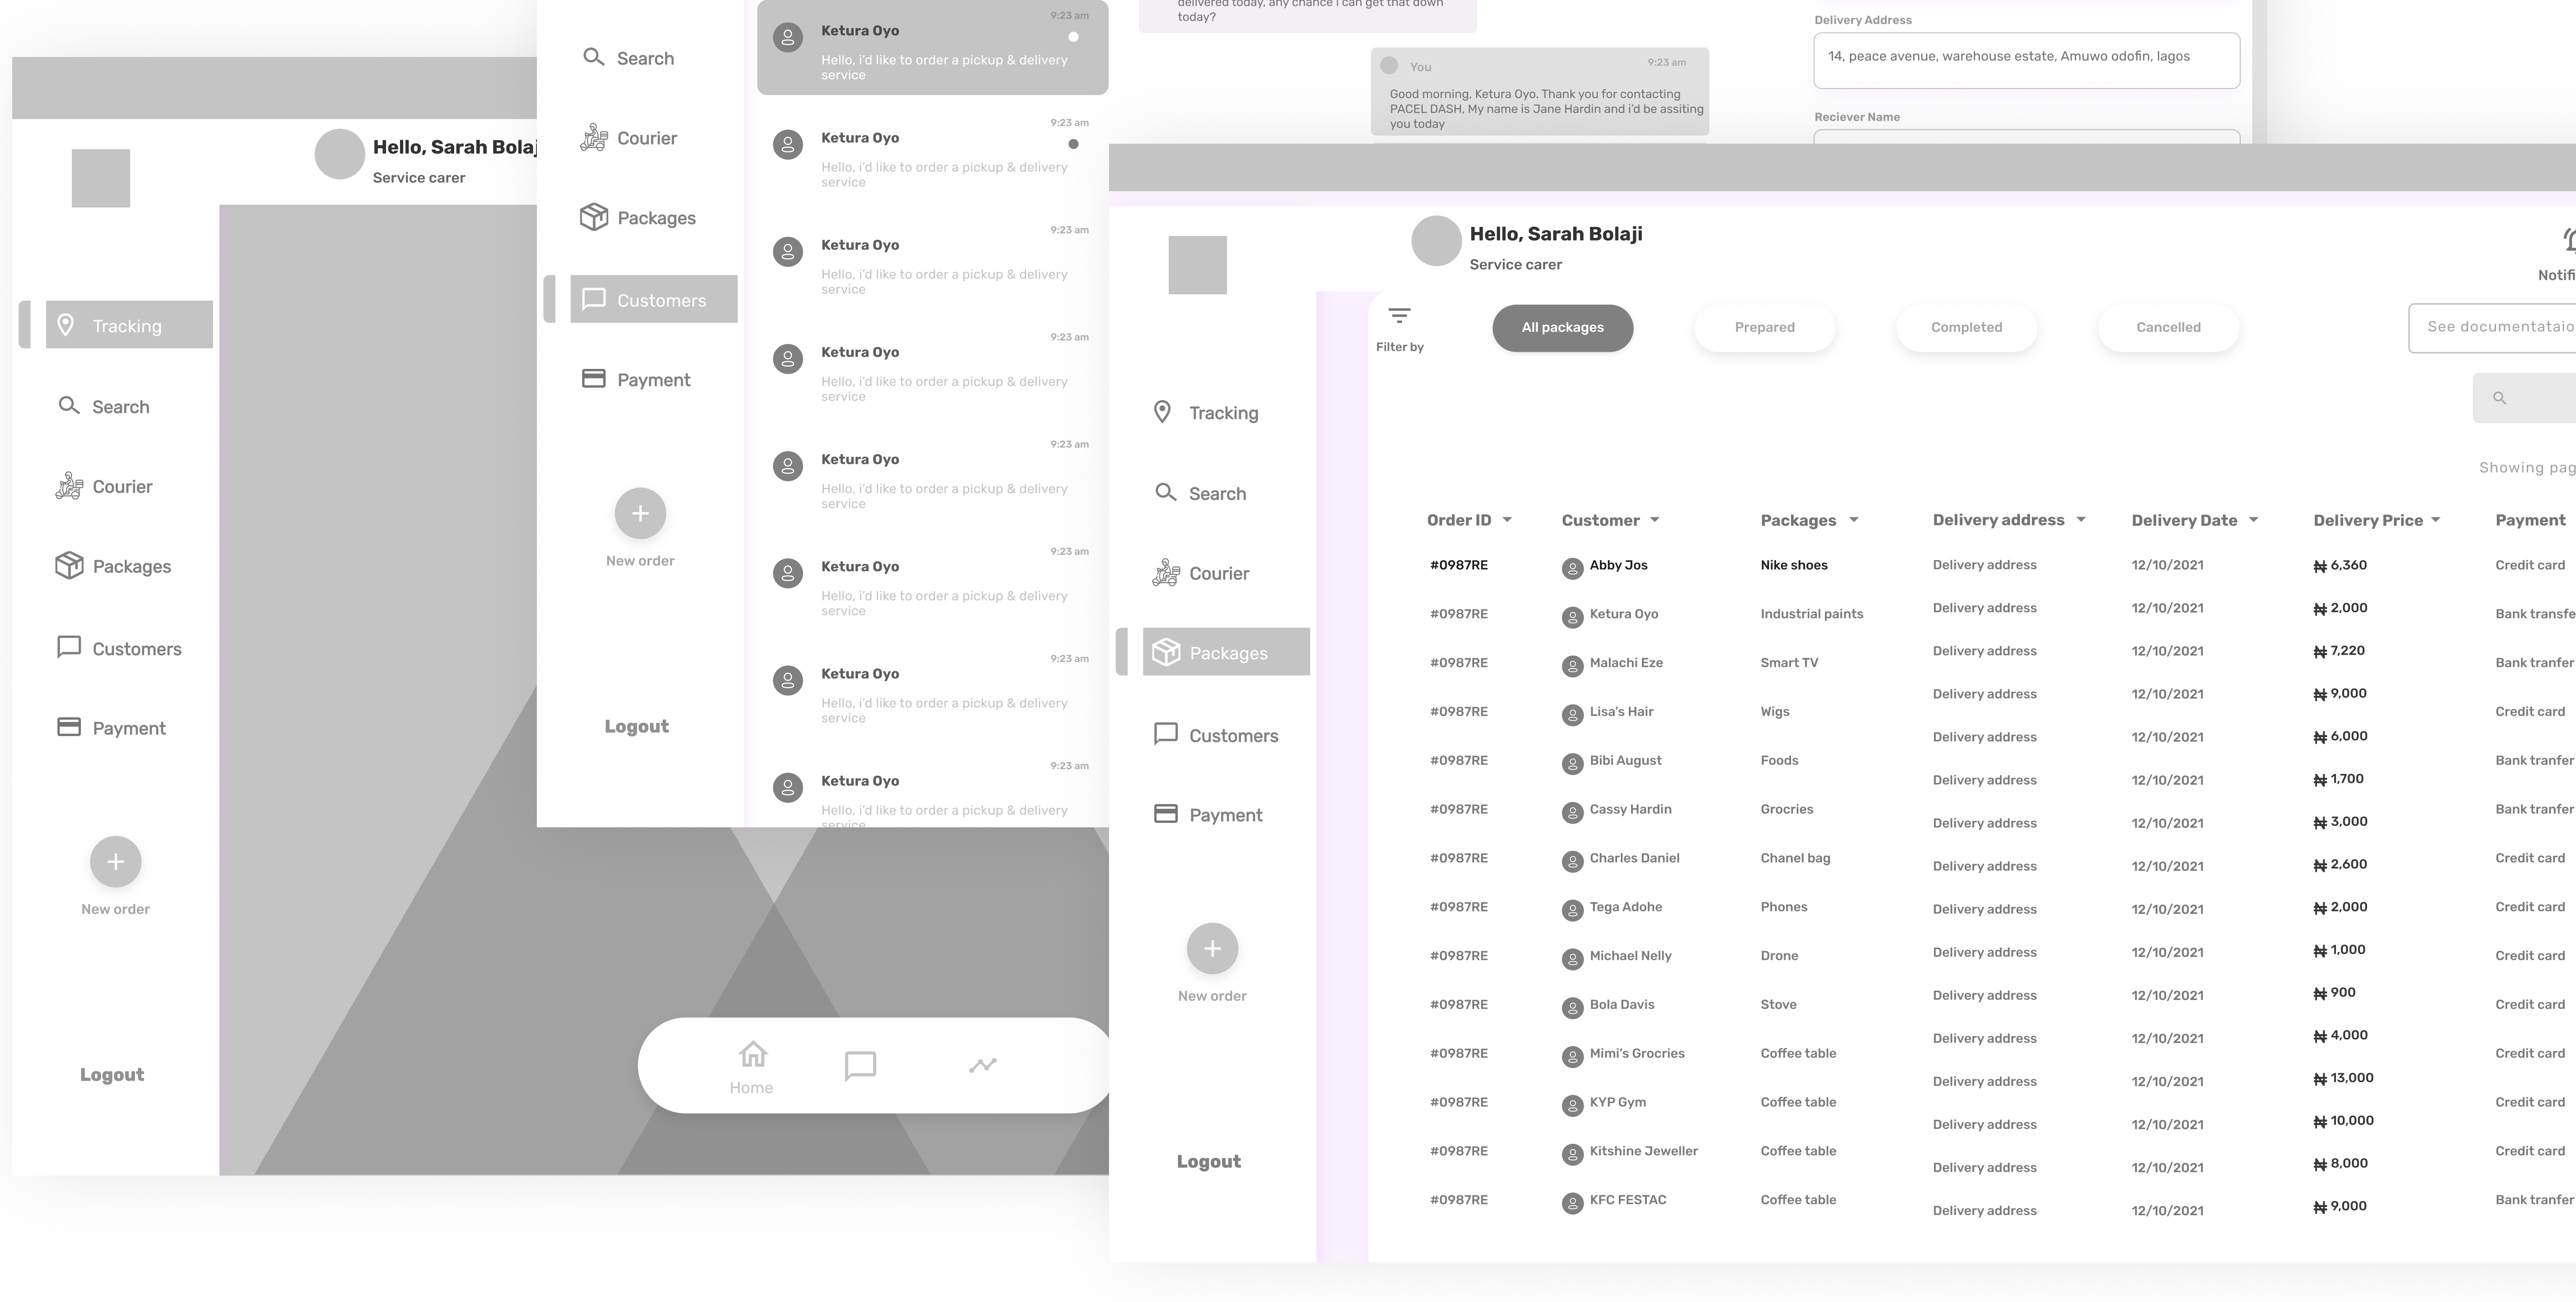 Hello, Sarah Bolaj
Service carer
Tracking
Search
Courier
Packages
Customers
Payment
New order
Logout
Home
Search
Courier
Packages
Customers
Payment
New order
Logout
9:23 am
Ketura Oyo
Hello, i'd like to order a pickup & delivery
service
9:23 am
Ketura Oyo
Hello, i'd like to order a pickup & delivery
service
9:23 am
Ketura Oyo
Hello, i'd like to order a pickup & delivery
service
9:23 am
Ketura Oyo
Hello, i'd like to order a pickup & delivery
service
9:23 am
Ketura Oyo
Hello, i'd like to order a pickup & delivery
service
9:23 am
Ketura Oyo
Hello, i'd like to order a pickup & delivery
service
9:23 am
Ketura Oyo
Hello, i'd like to order a pickup & delivery
service
9:23 am
Ketura Oyo
Hello, i'd like to order a pickup & delivery
service
delivered today, any chance i can get that down
today?
You 9:23 am
Good morning, Ketura Oyo. Thank you for contacting
PACEL DASH, My name is Jane Hardin and i'd be assiting
you today
Delivery Address
14, peace avenue, warehouse estate, Amuwo odofin, lagos
Reciever Name
Hello, Sarah Bolaji
Service carer
Notifi
Tracking
Search
Courier
Packages
Customers
Payment
New order
Logout
Filter by
All packages Prepared Completed Cancelled
See documentataio
Showing pag
Order ID Customer Packages Delivery address Delivery Date Delivery Price Payment
#0987RE Abby Jos Nike shoes Delivery address 12/10/2021 ₦ 6,360 Credit card
#0987RE Ketura Oyo Industrial paints Delivery address 12/10/2021 ₦ 2,000 Bank transfe
#0987RE Malachi Eze Smart TV Delivery address 12/10/2021 ₦ 7,220 Bank tranfer
#0987RE Lisa's Hair Wigs Delivery address 12/10/2021 ₦ 9,000 Credit card
#0987RE Bibi August Foods Delivery address 12/10/2021 ₦ 6,000 Bank tranfer
#0987RE Cassy Hardin Grocries Delivery address 12/10/2021 ₦ 1,700 Bank tranfer
#0987RE Charles Daniel Chanel bag Delivery address 12/10/2021 ₦ 3,000 Credit card
#0987RE Tega Adohe Phones Delivery address 12/10/2021 ₦ 2,600 Credit card
#0987RE Michael Nelly Drone Delivery address 12/10/2021 ₦ 2,000 Credit card
#0987RE Bola Davis Stove Delivery address 12/10/2021 ₦ 1,000 Credit card
#0987RE Mimi's Grocries Coffee table Delivery address 12/10/2021 ₦ 900 Credit card
#0987RE KYP Gym Coffee table Delivery address 12/10/2021 ₦ 4,000 Credit card
#0987RE Kitshine Jeweller Coffee table Delivery address 12/10/2021 ₦ 13,000 Credit card
#0987RE KFC FESTAC Coffee table Delivery address 12/10/2021 ₦ 10,000 Bank tranfer
Delivery address 12/10/2021 ₦ 8,000
Delivery address 12/10/2021 ₦ 9,000